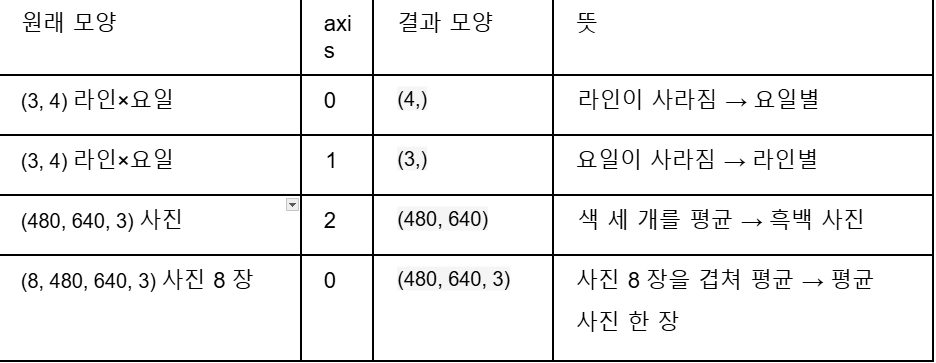 원래 모양 axi 결과 모양 뜻
s
(3, 4) 라인×요일 0 (4,) 라인이 사라짐 → 요일별
(3, 4) 라인×요일 1 (3,) 요일이 사라짐 → 라인별
(480, 640, 3) 사진 2 (480, 640) 색 세 개를 평균 → 흑백 사진
(8, 480, 640, 3) 사진 8 장 0 (480, 640, 3) 사진 8 장을 겹쳐 평균 → 평균
사진 한 장